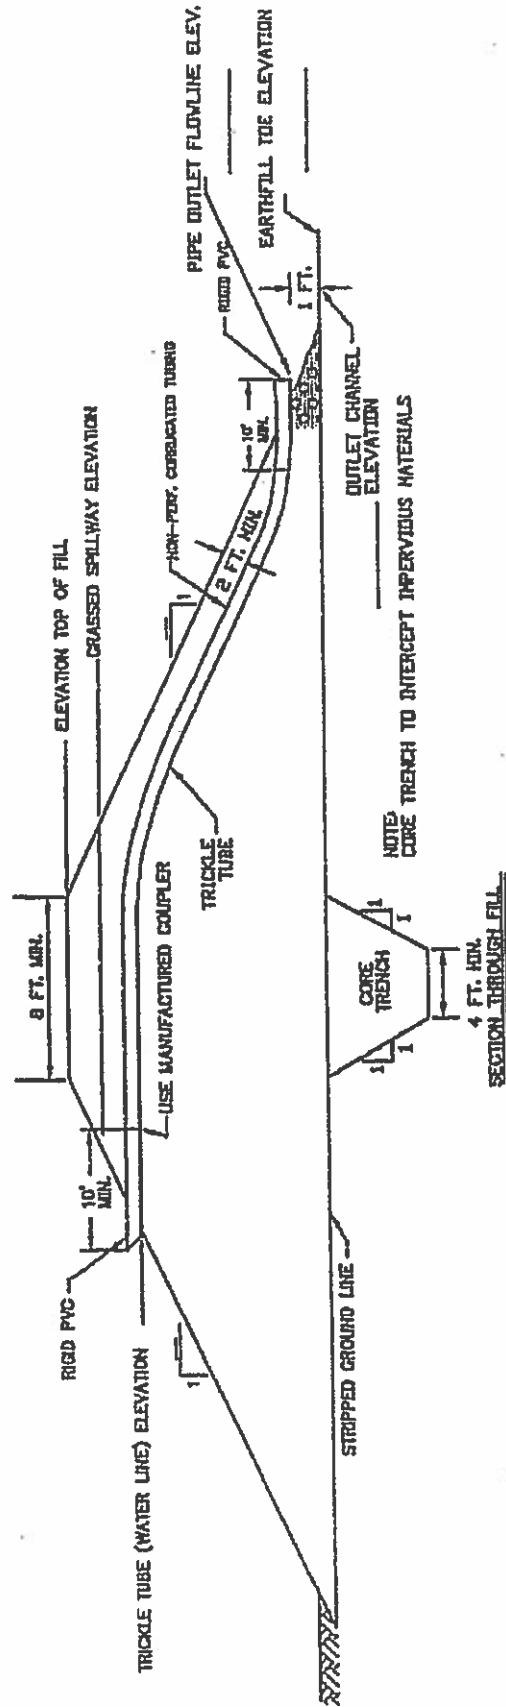 ELEVATION TOP OF FILL
GRASSED SPILLWAY ELEVATION
8 FT. MIN.
10'
MIN.
RIGID PVC
USE MANUFACTURED COUPLER
TRICKLE TUBE (WATER LINE) ELEVATION
1
TRICKLE
TUBE
1
NON-PERF. CORRUGATED TUBING
2 FT. MIN.
10'
MIN.
RIGID PVC
PIPE OUTLET FLOWLINE ELEV.
EARTHFILL TOE ELEVATION
1 FT.
OUTLET CHANNEL
ELEVATION
STRIPPED GROUND LINE
CORE
TRENCH
1
1
1
1
4 FT. MIN.
NOTE:
CORE TRENCH TO INTERCEPT IMPERVIOUS MATERIALS
SECTION THROUGH FILL